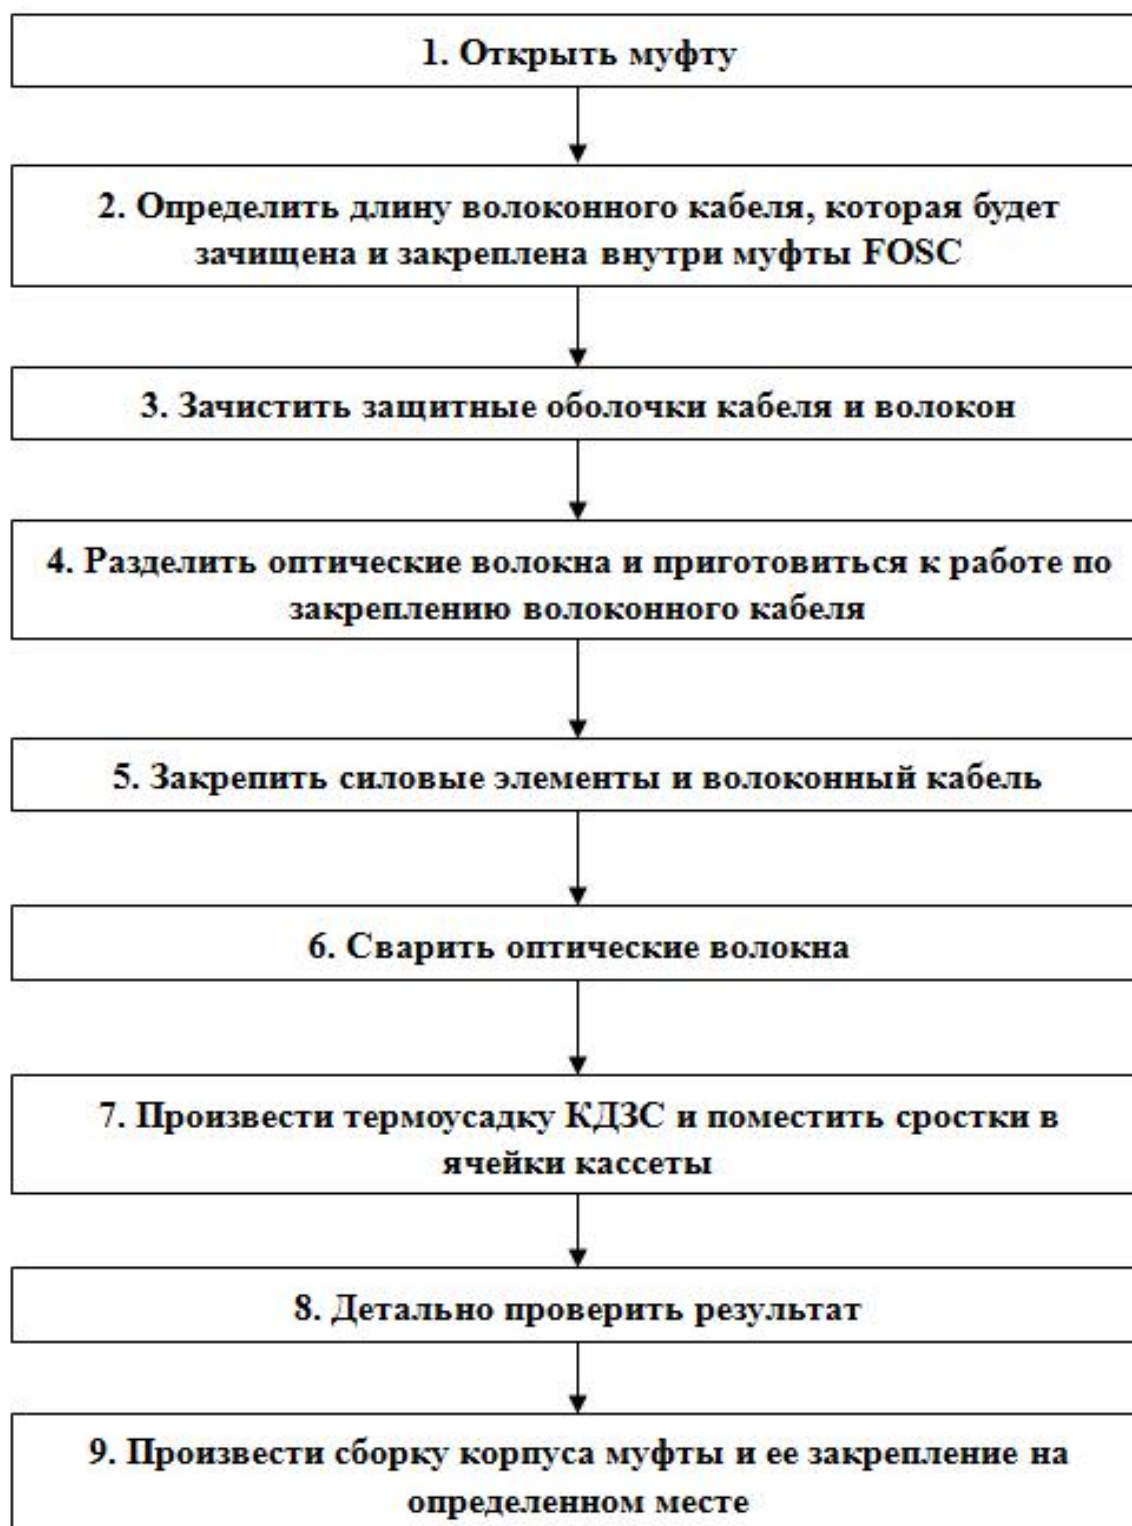 1. Открыть муфту
2. Определить длину волоконного кабеля, которая будет
зачищена и закреплена внутри муфты FOSC
3. Зачистить защитные оболочки кабеля и волокон
4. Разделить оптические волокна и приготовиться к работе по
закреплению волоконного кабеля
5. Закрепить силовые элементы и волоконный кабель
6. Сварить оптические волокна
7. Произвести термоусадку КДЗС и поместить сростки в
ячейки кассеты
8. Детально проверить результат
9. Произвести сборку корпуса муфты и ее закрепление на
определенном месте